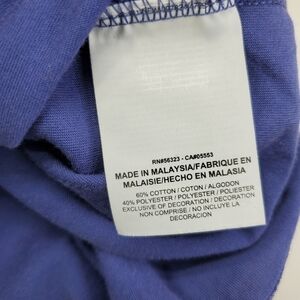 RN#56323 - CA#05553
MADE IN MALAYSIA/FABRIQUE EN
MALAISIE/HECHO EN MALASIA
60% COTTON / COTON / ALGODON
40% POLYESTER / POLYESTER / POLIESTER
EXCLUSIVE OF DECORATION / DECORATION
NON COMPRISE / NO INCLUYE LA
DECORACION